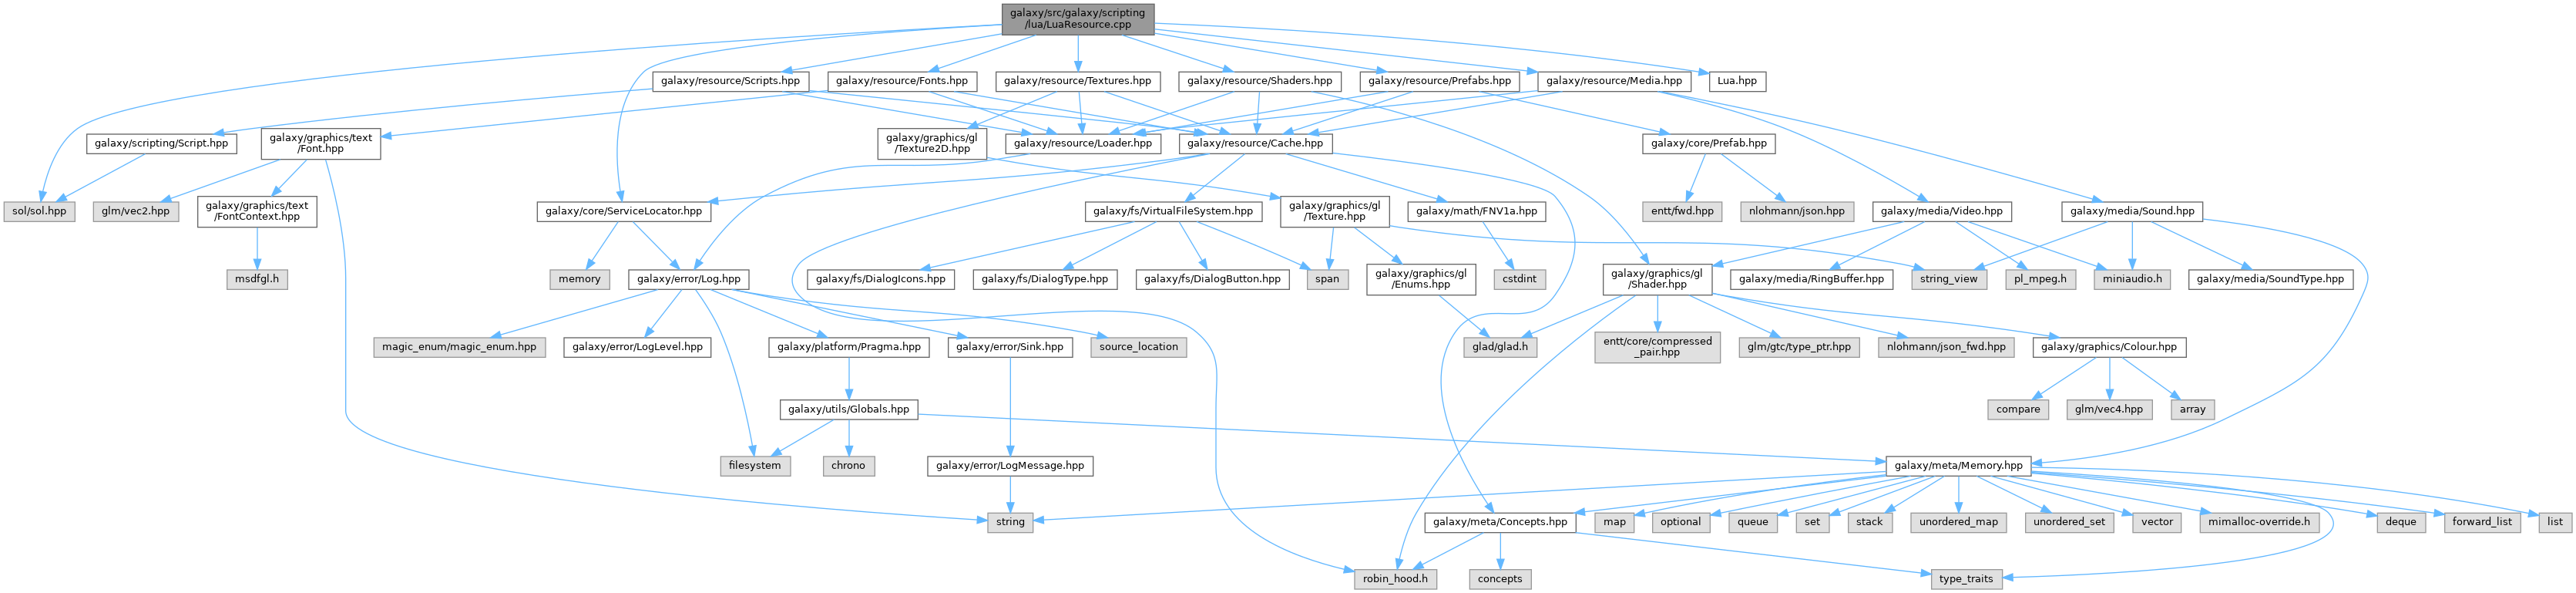 galaxy/src/galaxy/scripting
/lua/LuaResource.cpp
galaxy/resource/Scripts.hpp
galaxy/resource/Fonts.hpp
galaxy/resource/Textures.hpp
galaxy/resource/Shaders.hpp
galaxy/resource/Prefabs.hpp
galaxy/resource/Media.hpp
Lua.hpp
galaxy/scripting/Script.hpp
galaxy/graphics/text
/Font.hpp
galaxy/graphics/gl
/Texture2D.hpp
galaxy/resource/Loader.hpp
galaxy/resource/Cache.hpp
galaxy/core/Prefab.hpp
sol/sol.hpp
glm/vec2.hpp
galaxy/graphics/text
/FontContext.hpp
galaxy/core/ServiceLocator.hpp
galaxy/fs/VirtualFileSystem.hpp
galaxy/graphics/gl
/Texture.hpp
galaxy/math/FNV1a.hpp
entt/fwd.hpp
nlohmann/json.hpp
galaxy/media/Video.hpp
galaxy/media/Sound.hpp
msdfgl.h
memory
galaxy/error/Log.hpp
galaxy/fs/DialogIcons.hpp
galaxy/fs/DialogType.hpp
galaxy/fs/DialogButton.hpp
span
galaxy/graphics/gl
/Enums.hpp
cstdint
galaxy/graphics/gl
/Shader.hpp
galaxy/media/RingBuffer.hpp
string_view
pl_mpeg.h
miniaudio.h
galaxy/media/SoundType.hpp
magic_enum/magic_enum.hpp
galaxy/error/LogLevel.hpp
galaxy/platform/Pragma.hpp
galaxy/error/Sink.hpp
source_location
glad/glad.h
entt/core/compressed
_pair.hpp
glm/gtc/type_ptr.hpp
nlohmann/json_fwd.hpp
galaxy/graphics/Colour.hpp
galaxy/utils/Globals.hpp
compare
glm/vec4.hpp
array
filesystem
chrono
galaxy/error/LogMessage.hpp
galaxy/meta/Memory.hpp
string
galaxy/meta/Concepts.hpp
map
optional
queue
set
stack
unordered_map
unordered_set
vector
mimalloc-override.h
deque
forward_list
list
robin_hood.h
concepts
type_traits